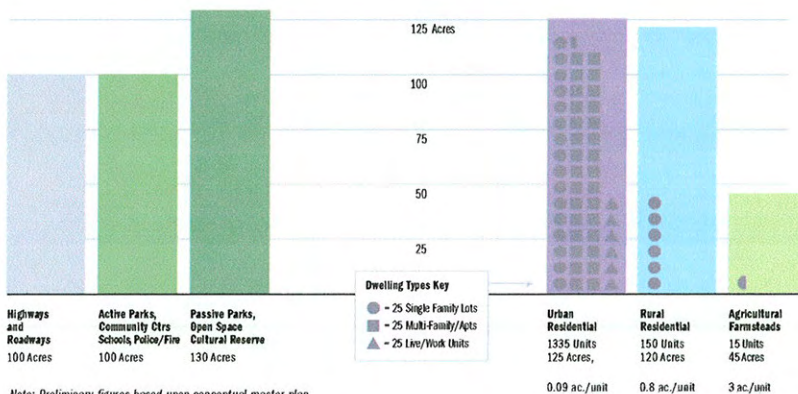 125 Acres
100
75
50
25
Dwelling Types Key
= 25 Single Family Lots
= 25 Multi-Family/Apts
= 25 Live/Work Units
Highways
and
Roadways
100 Acres
Active Parks,
Community Ctrs
Schools, Police/Fire
100 Acres
Passive Parks,
Open Space
Cultural Reserve
130 Acres
Urban
Residential
1335 Units
125 Acres,
0.09 ac./unit
Rural
Residential
150 Units
120 Acres
0.8 ac./unit
Agricultural
Farmsteads
15 Units
45 Acres
3 ac./unit
Note: Preliminary figures based upon conceptual master plan